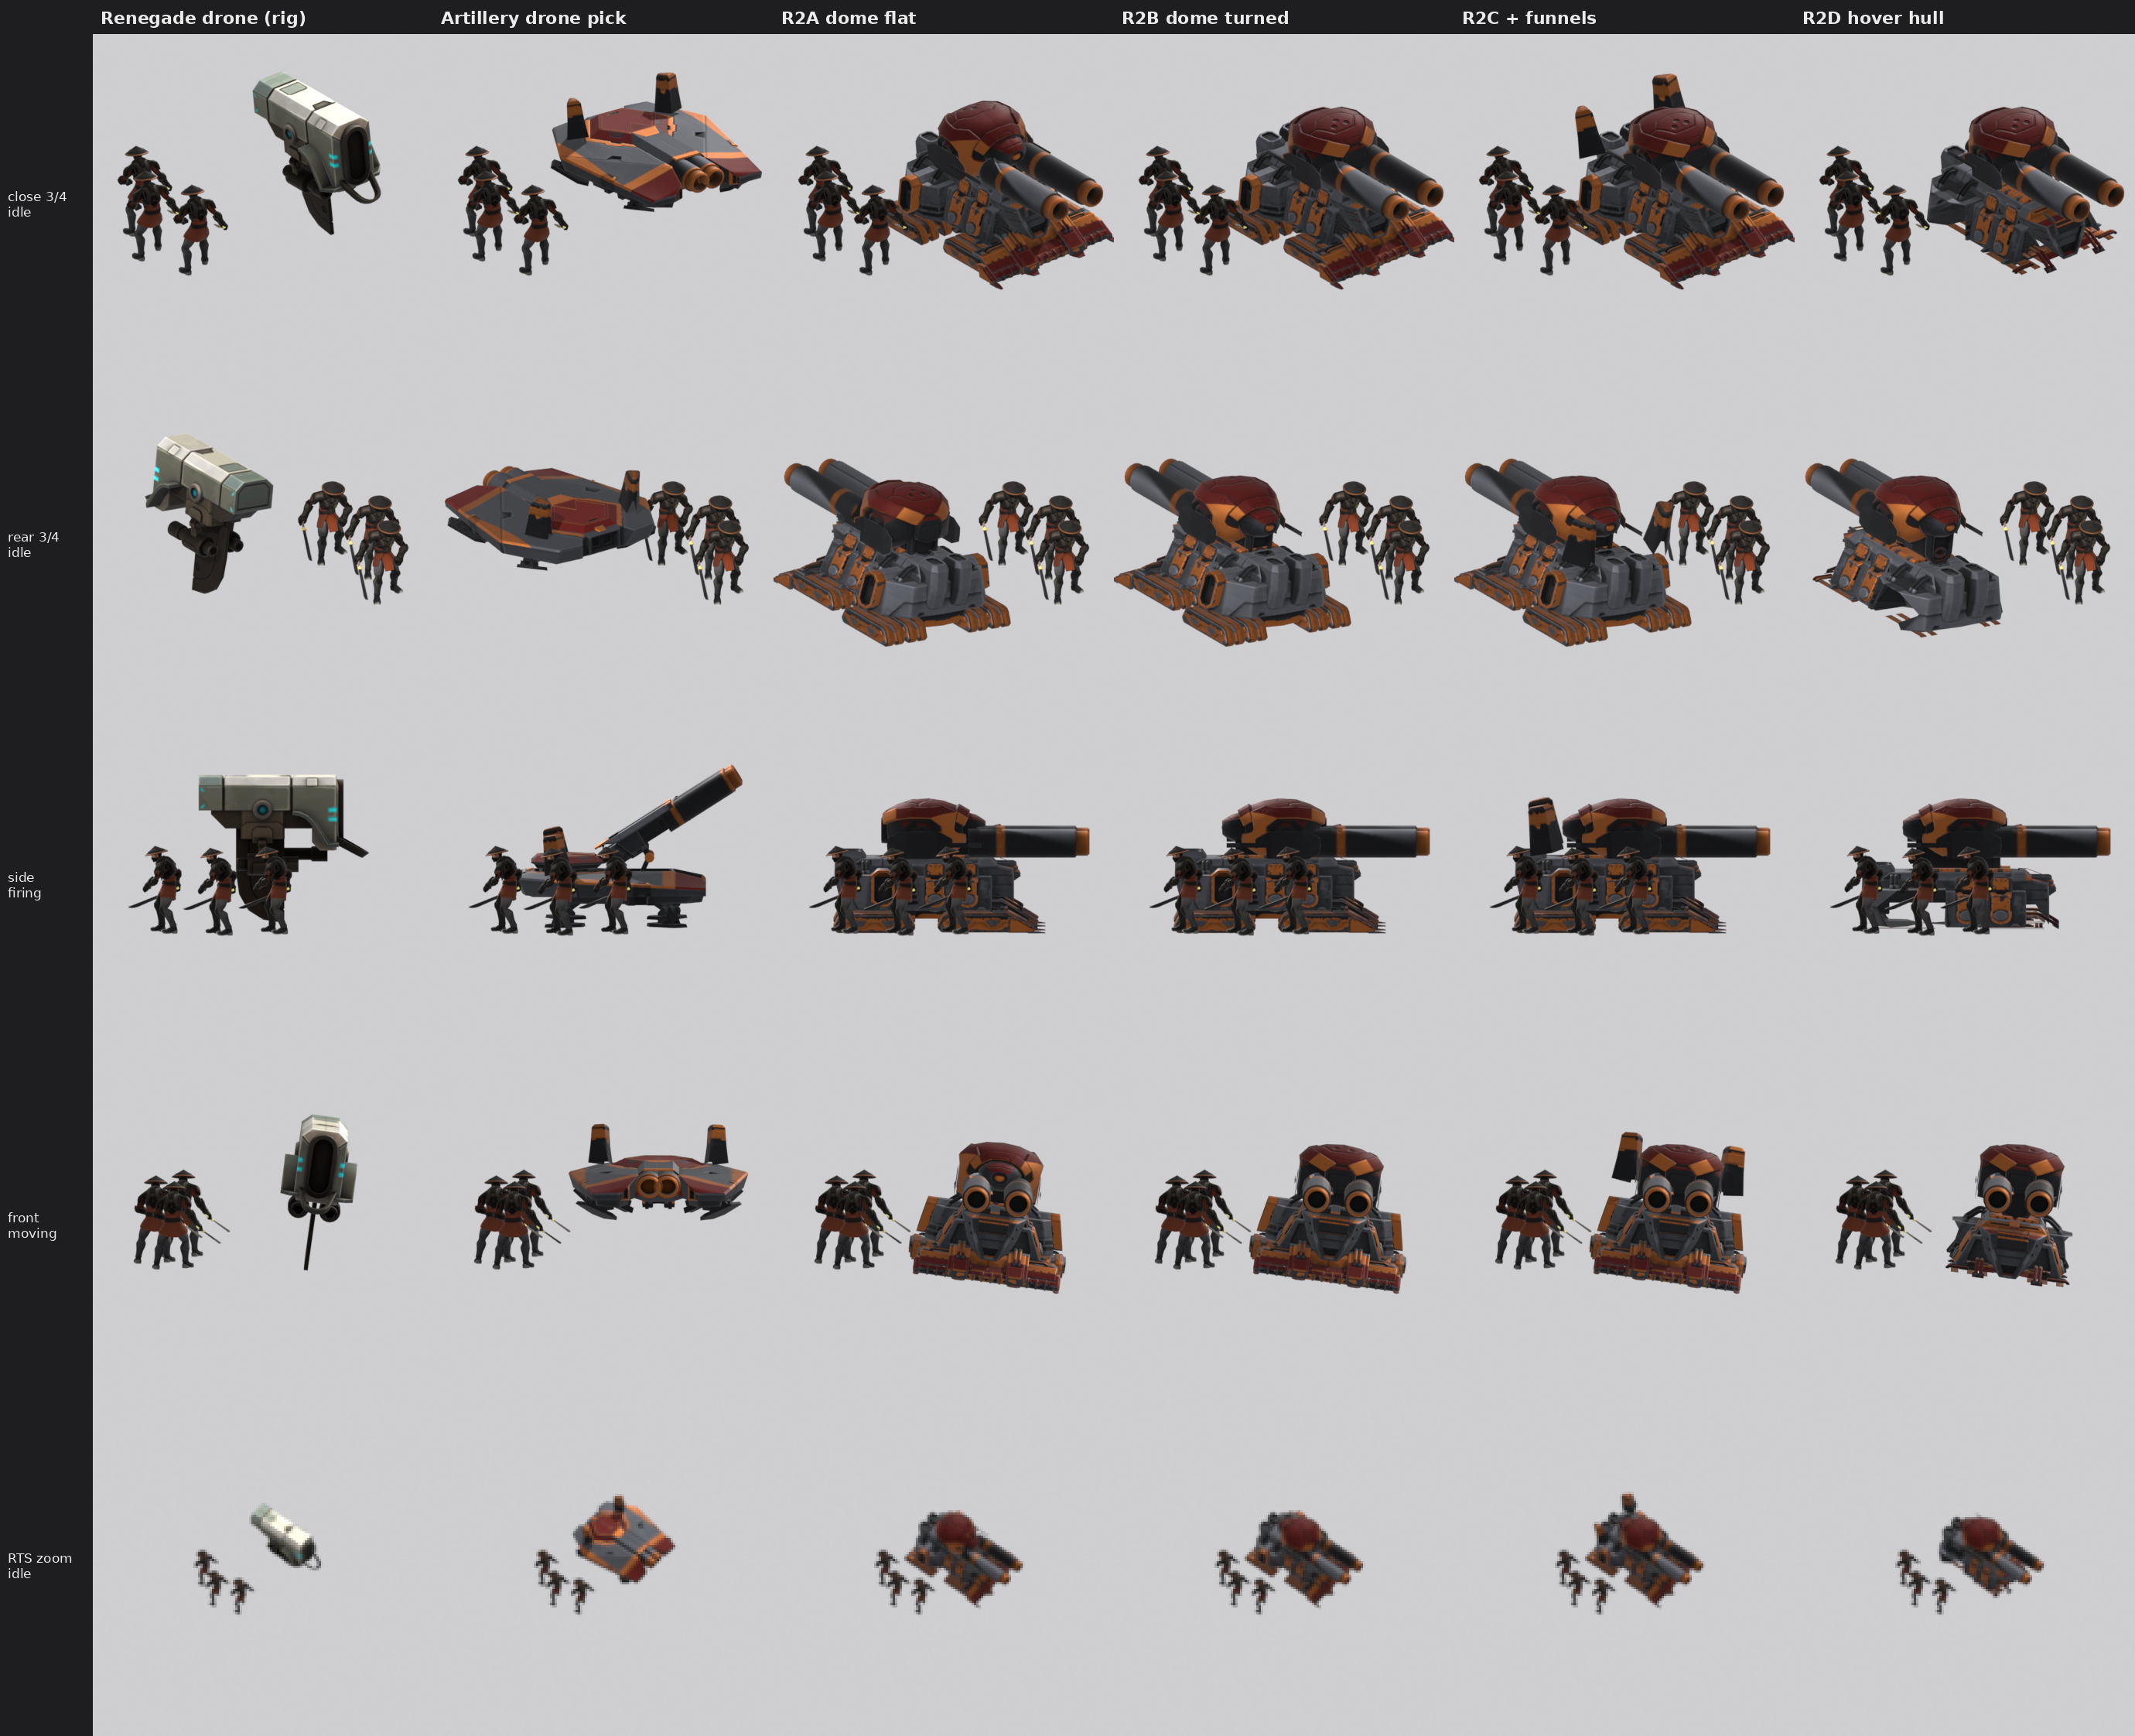 Renegade drone (rig)
Artillery drone pick
R2A dome flat
R2B dome turned
R2C + funnels
R2D hover hull
close 3/4
idle
rear 3/4
idle
side
firing
front
moving
RTS zoom
idle